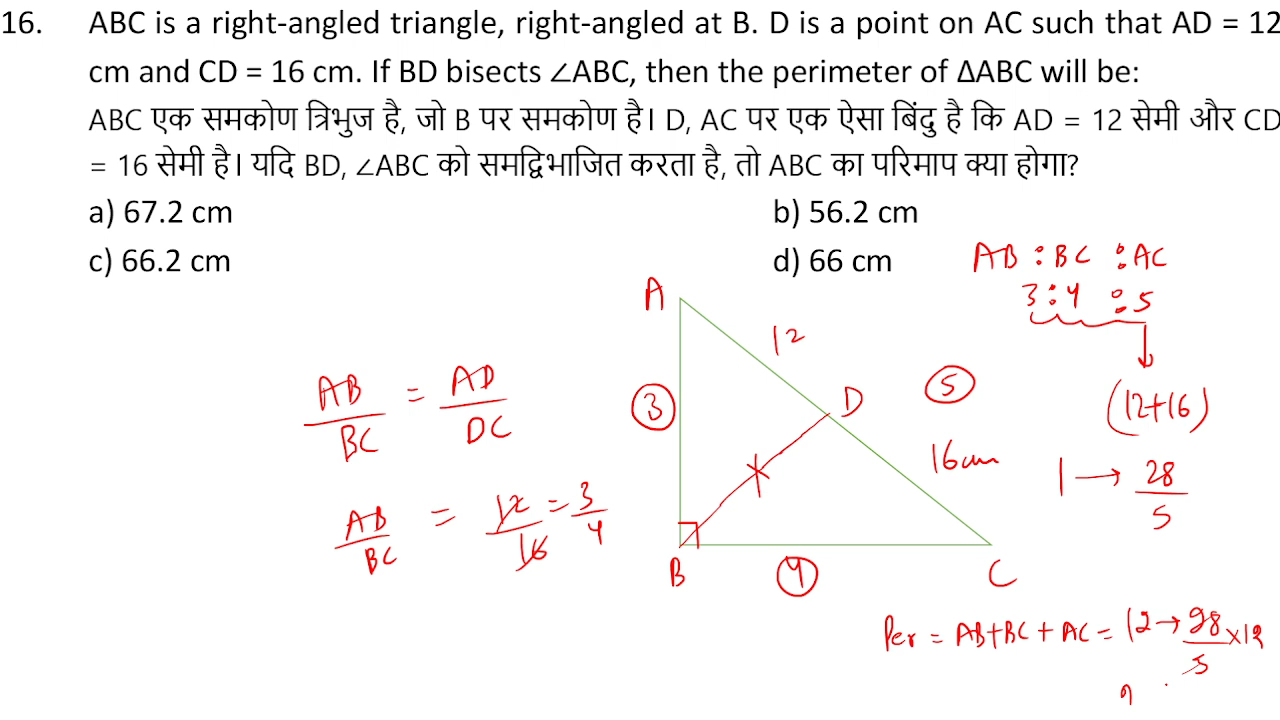 16. ABC is a right-angled triangle, right-angled at B. D is a point on AC such that AD = 12
cm and CD = 16 cm. If BD bisects ∠ABC, then the perimeter of ΔABC will be:
ABC एक समकोण त्रिभुज है, जो B पर समकोण है। D, AC पर एक ऐसा बिंदु है कि AD = 12 सेमी और CD
= 16 सेमी है। यदि BD, ∠ABC को समद्विभाजित करता है, तो ABC का परिमाप क्या होगा?
a) 67.2 cm b) 56.2 cm
c) 66.2 cm d) 66 cm
AB : BC : AC
3 : 4 : 5
A
12
AB/BC = AD/DC
3
D
5
(12+16)
16cm
1 → 28/5
AB/BC = 12/16 = 3/4
B
4
C
Per = AB+BC+AC = 12 → 28/5 ×12